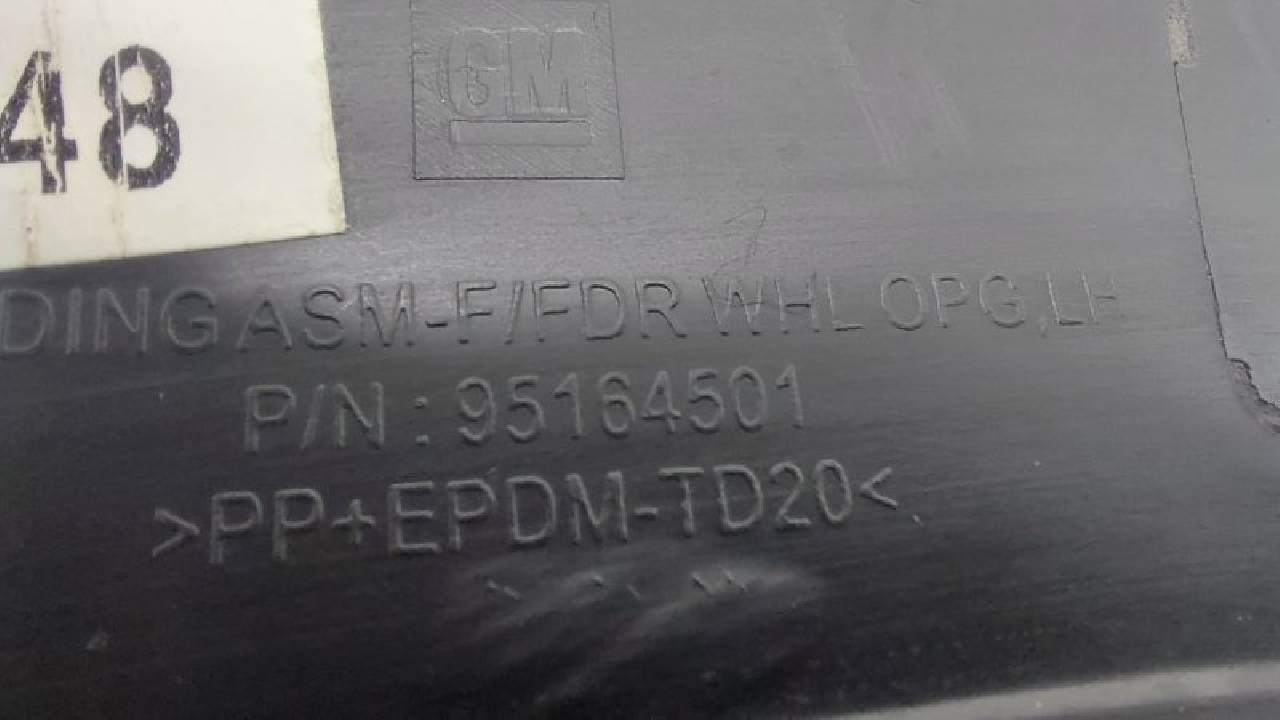 48
GM
DING ASM-F/FDR WHL OPG,LH
P/N : 95164501
>PP+EPDM-TD20<